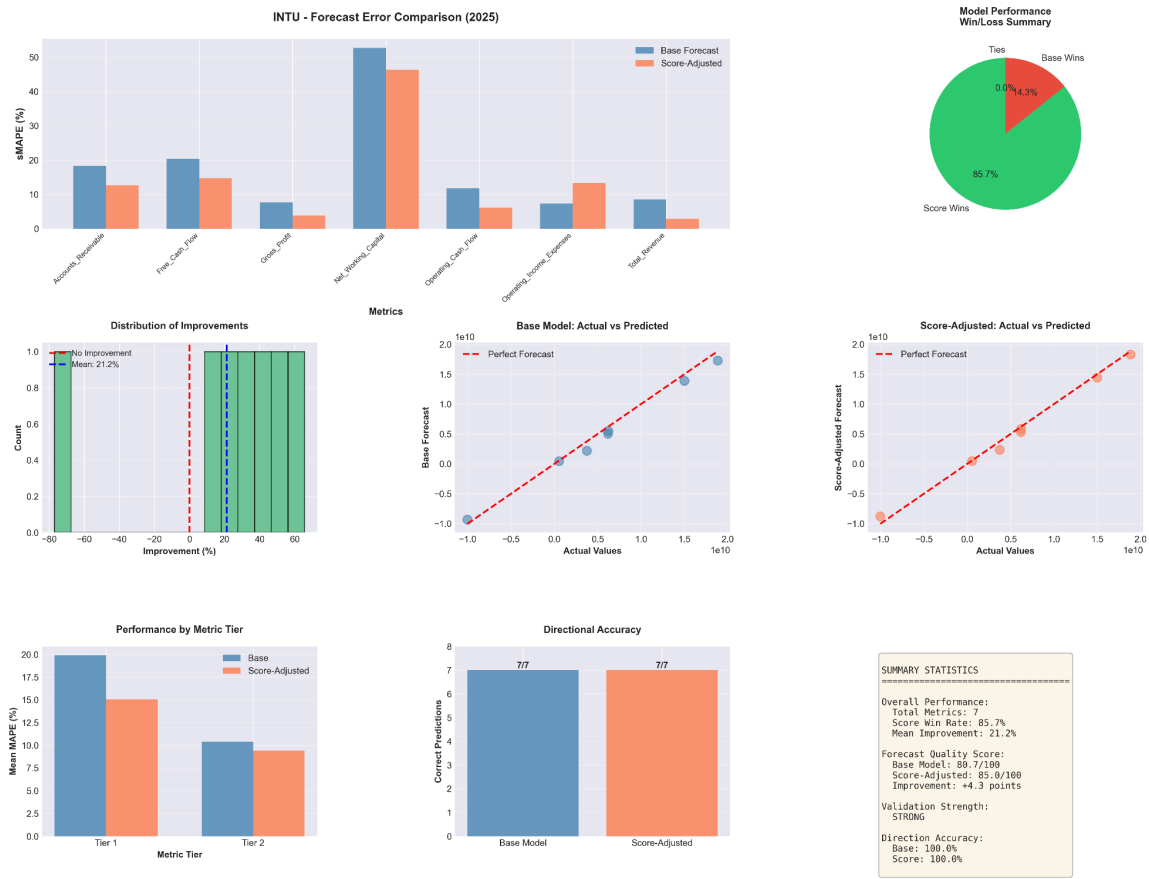 INTU - Forecast Error Comparison (2025)
sMAPE (%)
50
40
30
20
10
0
Base Forecast
Score-Adjusted
Accounts_Receivable
Free_Cash_Flow
Gross_Profit
Net_Working_Capital
Operating_Cash_Flow
Operating_Income_Expenses
Total_Revenue
Metrics
Model Performance
Win/Loss Summary
Ties
Base Wins
0.0%
14.3%
85.7%
Score Wins
Distribution of Improvements
Count
1.0
0.8
0.6
0.4
0.2
0.0
No Improvement
Mean: 21.2%
−80 −60 −40 −20 0 20 40 60
Improvement (%)
Base Model: Actual vs Predicted
1e10
Base Forecast
2.0
1.5
1.0
0.5
0.0
−0.5
−1.0
Perfect Forecast
−1.0 −0.5 0.0 0.5 1.0 1.5 2.0
Actual Values
1e10
Score-Adjusted: Actual vs Predicted
1e10
Score-Adjusted Forecast
2.0
1.5
1.0
0.5
0.0
−0.5
−1.0
Perfect Forecast
−1.0 −0.5 0.0 0.5 1.0 1.5 2.0
Actual Values
1e10
Performance by Metric Tier
Mean MAPE (%)
20.0
17.5
15.0
12.5
10.0
7.5
5.0
2.5
0.0
Base
Score-Adjusted
Tier 1
Tier 2
Metric Tier
Directional Accuracy
Correct Predictions
8
7
6
5
4
3
2
1
0
7/7
7/7
Base Model
Score-Adjusted
SUMMARY STATISTICS
===================================
Overall Performance:
Total Metrics: 7
Score Win Rate: 85.7%
Mean Improvement: 21.2%
Forecast Quality Score:
Base Model: 80.7/100
Score-Adjusted: 85.0/100
Improvement: +4.3 points
Validation Strength:
STRONG
Direction Accuracy:
Base: 100.0%
Score: 100.0%